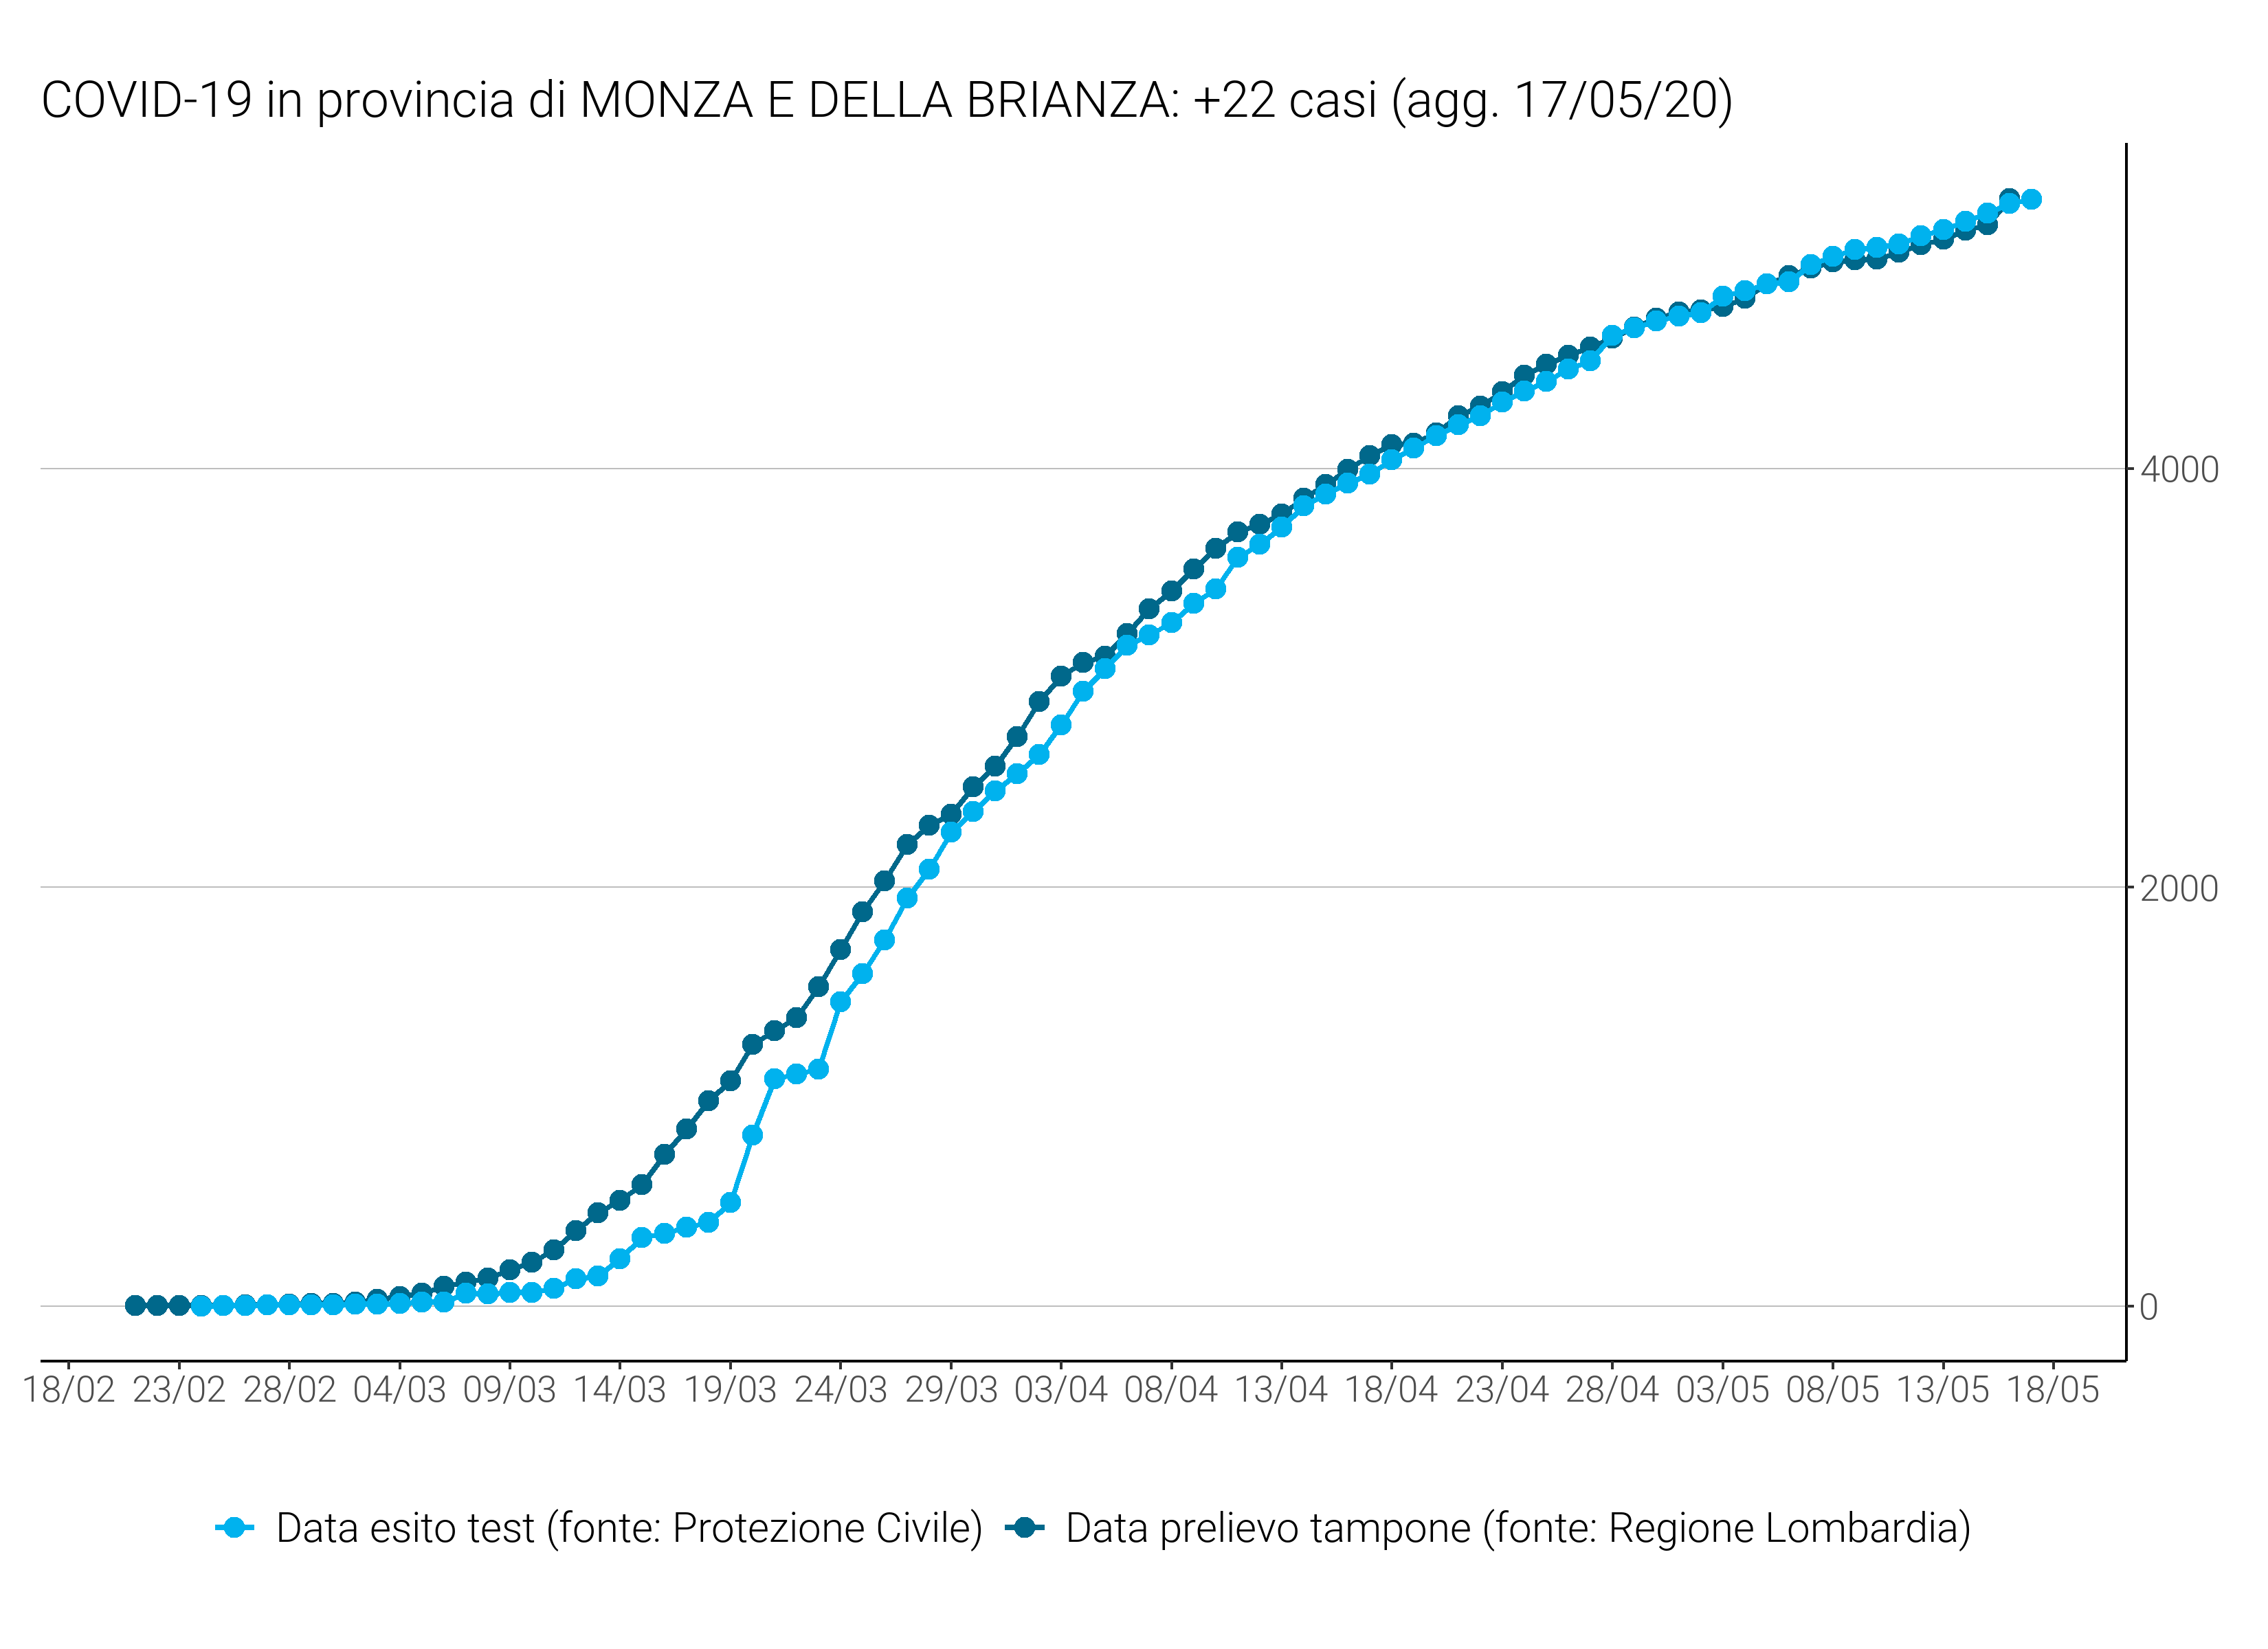 COVID-19 in provincia di MONZA E DELLA BRIANZA: +22 casi (agg. 17/05/20)
4000
2000
0
18/02 23/02 28/02 04/03 09/03 14/03 19/03 24/03 29/03 03/04 08/04 13/04 18/04 23/04 28/04 03/05 08/05 13/05 18/05
Data esito test (fonte: Protezione Civile) Data prelievo tampone (fonte: Regione Lombardia)